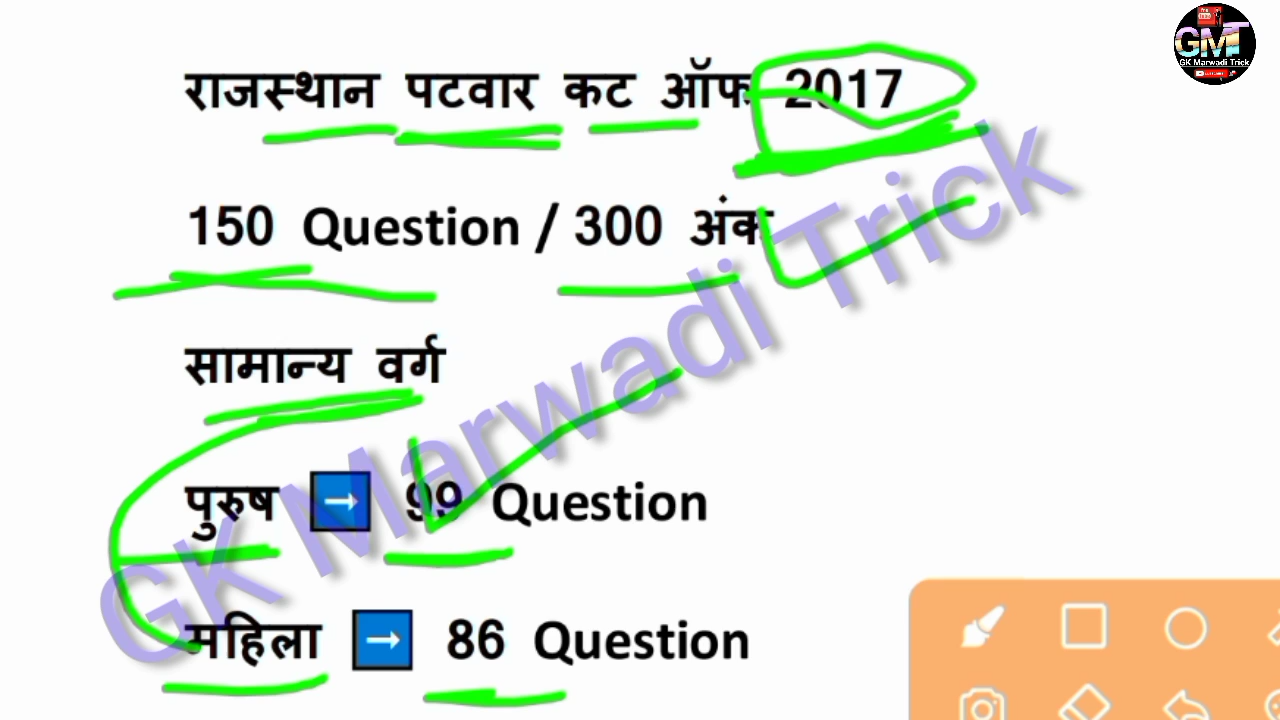 GMT
GK Marwadi Trick
राजस्थान पटवार कट ऑफ 2017
150 Question / 300 अंक
सामान्य वर्ग
पुरुष ➡ 99 Question
महिला ➡ 86 Question
GK Marwadi Trick